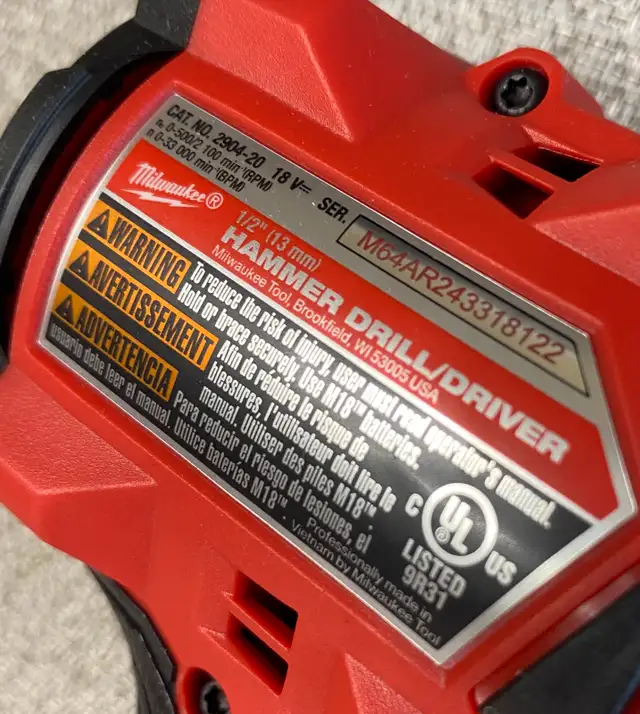 CAT. NO. 2904-20 18 V⎓ SER. M64AR243318122
n₀ 0-500/2 100 min⁻¹(RPM)
n 0-33 000 min⁻¹(BPM)
Milwaukee®
1/2" (13 mm)
HAMMER DRILL/DRIVER
Milwaukee Tool, Brookfield, WI 53005 USA
WARNING To reduce the risk of injury, user must read operator's manual.
Hold or brace securely. Use M18™ batteries.
AVERTISSEMENT Afin de réduire le risque de
blessures, l'utilisateur doit lire le
manual. Utiliser des piles M18™.
ADVERTENCIA Para reducir el riesgo de lesiones, el
usuario debe leer el manual. Utilice baterías M18™.
C UL® US
LISTED
9R31
Professionally made in
Vietnam by Milwaukee Tool